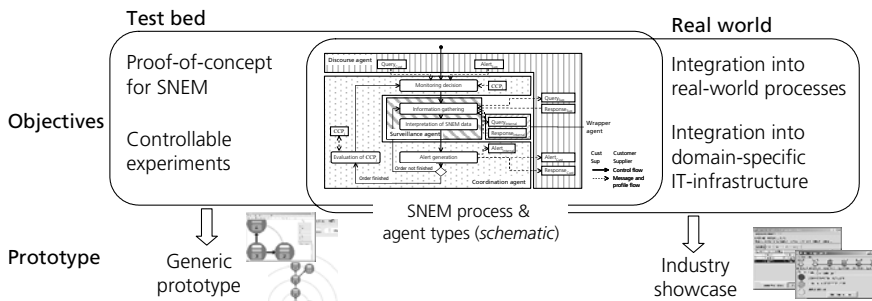 Test bed
Real world
Objectives
Proof-of-concept
for SNEM
Controllable
experiments
Discourse agent
Query
Alert
Monitoring decision
CCP
Information gathering
Interpretation of SNEM data
Surveillance agent
Query
Response
Query
Response
Wrapper
agent
CCP
Evaluation of CCP
Alert generation
Alert
Alert
Response
Order finished
Order not finished
Coordination agent
Cust Customer
Sup Supplier
Control flow
Message and
profile flow
SNEM process &
agent types (schematic)
Integration into
real-world processes
Integration into
domain-specific
IT-infrastructure
Prototype
Generic
prototype
Industry
showcase